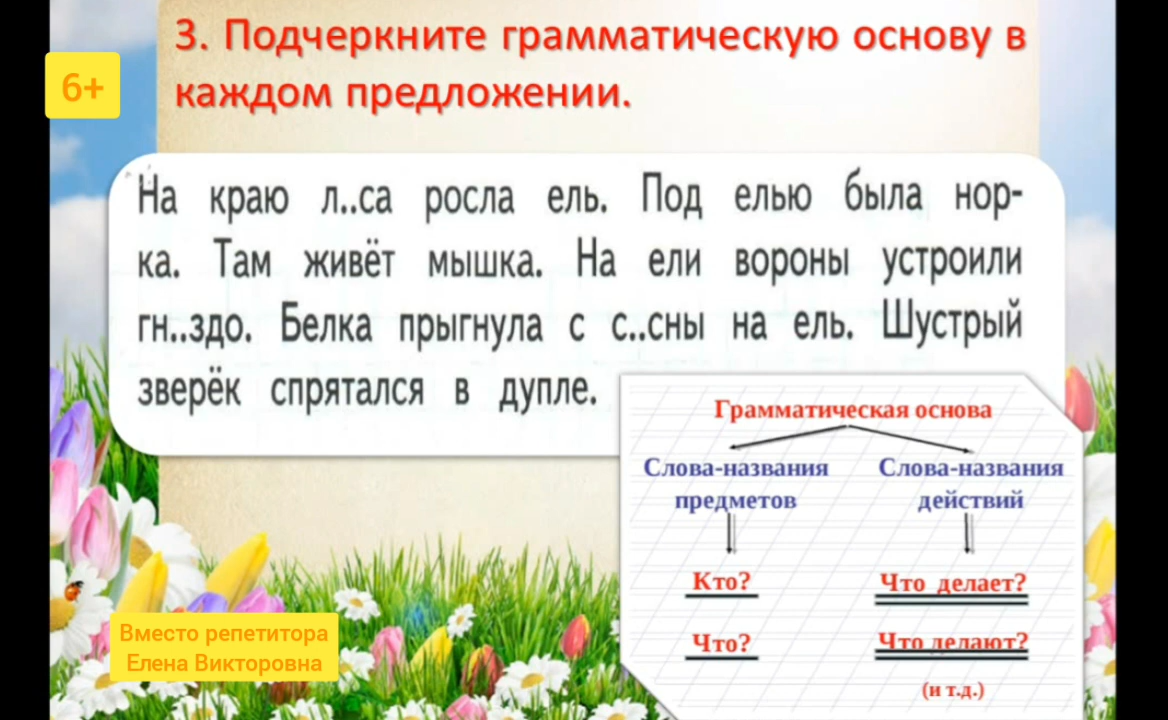 3. Подчеркните грамматическую основу в
каждом предложении.
6+
На краю л..са росла ель. Под елью была нор-
ка. Там живёт мышка. На ели вороны устроили
гн..здо. Белка прыгнула с с..сны на ель. Шустрый
зверёк спрятался в дупле.
Грамматическая основа
Слова-названия предметов
Слова-названия действий
Кто?
Что делает?
Что?
Что делают?
(и т.д.)
Вместо репетитора
Елена Викторовна